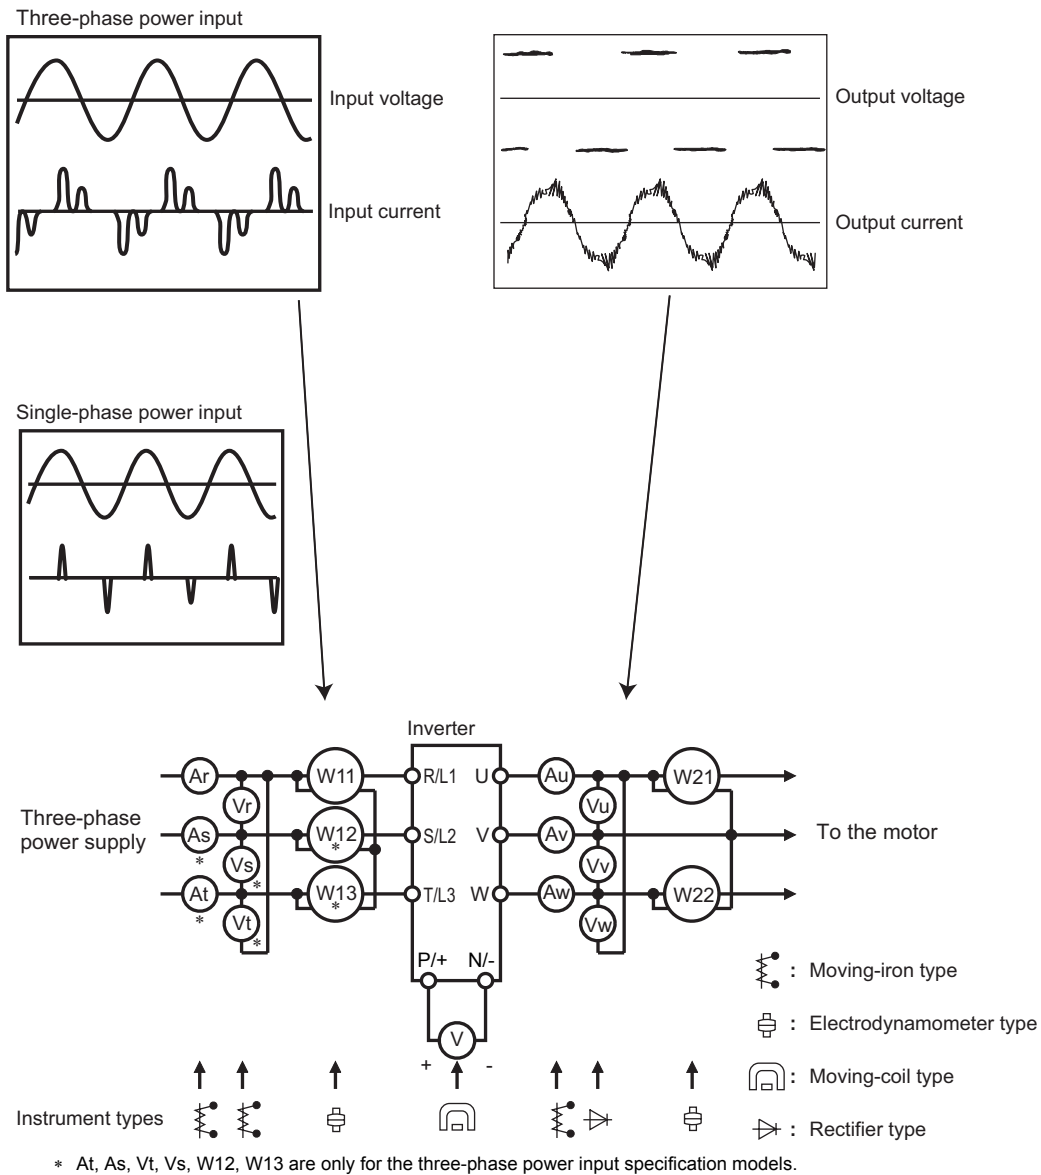 Three-phase power input
Input voltage
Output voltage
Input current
Output current
Single-phase power input
Inverter
Ar
W11
R/L1
U
Au
W21
Vr
Vu
Three-phase
power supply
As
*
W12
*
S/L2
V
Av
To the motor
Vs
*
Vv
At
*
W13
*
T/L3
W
Aw
W22
Vt
*
Vw
P/+
N/-
: Moving-iron type
V
: Electrodynamometer type
+
-
: Moving-coil type
Instrument types
: Rectifier type
* At, As, Vt, Vs, W12, W13 are only for the three-phase power input specification models.